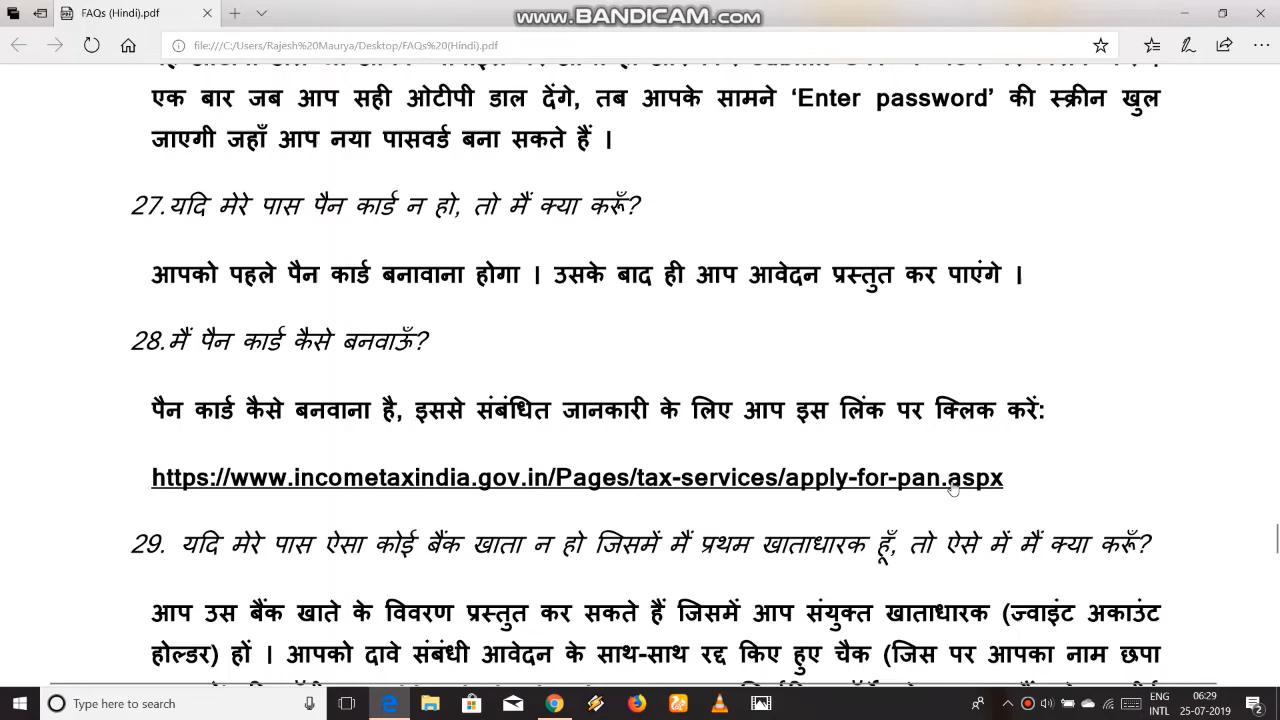 www.BANDICAM.com
FAQs (Hindi).pdf
file:///C:/Users/Rajesh%20Maurya/Desktop/FAQs%20(Hindi).pdf
एक बार जब आप सही ओटीपी डाल देंगे, तब आपके सामने ‘Enter password’ की स्क्रीन खुल
जाएगी जहाँ आप नया पासवर्ड बना सकते हैं ।
27.यदि मेरे पास पैन कार्ड न हो, तो मैं क्या करूँ?
आपको पहले पैन कार्ड बनावाना होगा । उसके बाद ही आप आवेदन प्रस्तुत कर पाएंगे ।
28.मैं पैन कार्ड कैसे बनवाऊँ?
पैन कार्ड कैसे बनवाना है, इससे संबंधित जानकारी के लिए आप इस लिंक पर क्लिक करें:
https://www.incometaxindia.gov.in/Pages/tax-services/apply-for-pan.aspx
29. यदि मेरे पास ऐसा कोई बैंक खाता न हो जिसमें मैं प्रथम खाताधारक हूँ, तो ऐसे में मैं क्या करूँ?
आप उस बैंक खाते के विवरण प्रस्तुत कर सकते हैं जिसमें आप संयुक्त खाताधारक (ज्वाइंट अकाउंट
होल्डर) हों । आपको दावे संबंधी आवेदन के साथ-साथ रद्द किए हुए चैक (जिस पर आपका नाम छपा
Type here to search
ENG
INTL
06:29
25-07-2019
2